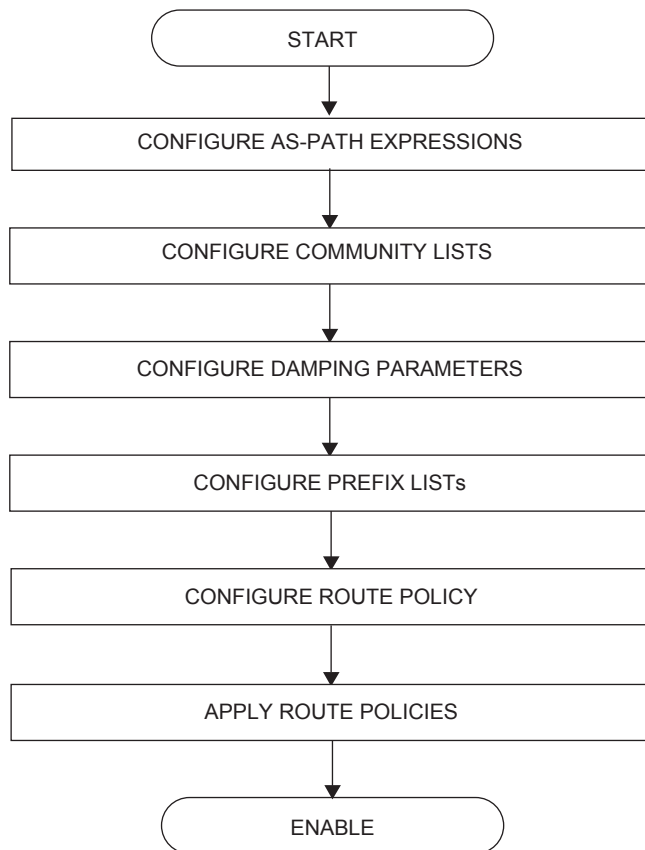 START
CONFIGURE AS-PATH EXPRESSIONS
CONFIGURE COMMUNITY LISTS
CONFIGURE DAMPING PARAMETERS
CONFIGURE PREFIX LISTs
CONFIGURE ROUTE POLICY
APPLY ROUTE POLICIES
ENABLE